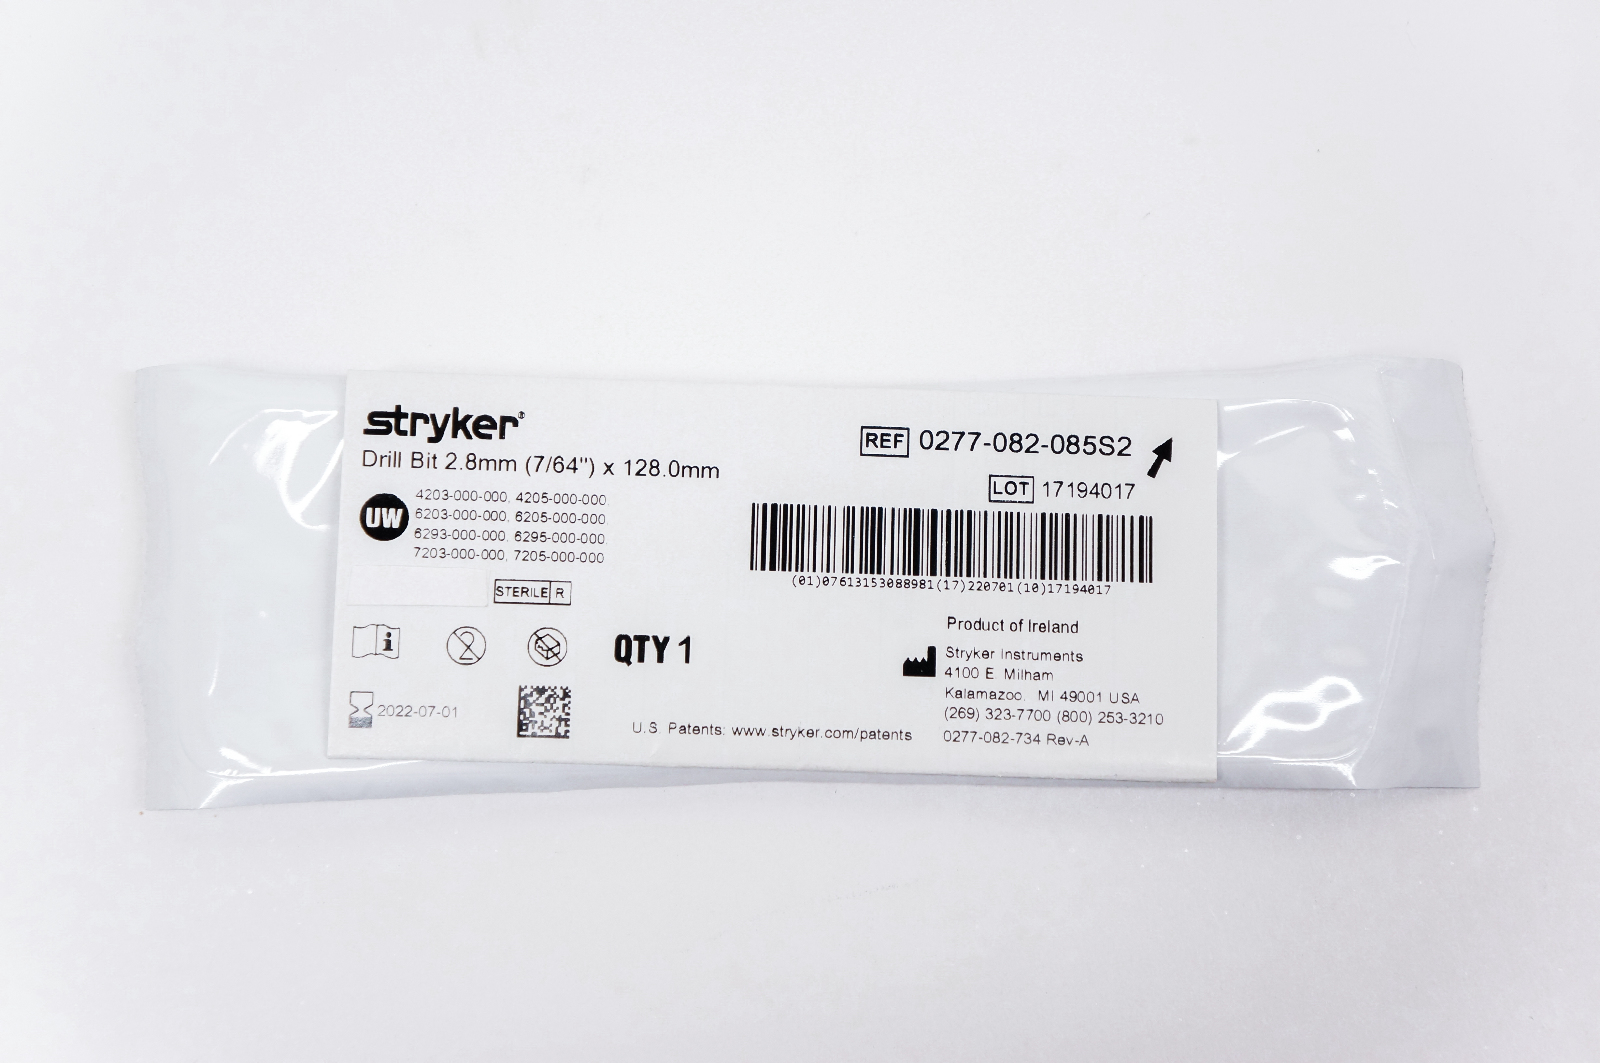 stryker®
Drill Bit 2.8mm (7/64") x 128.0mm
UW
4203-000-000, 4205-000-000,
6203-000-000, 6205-000-000,
6293-000-000, 6295-000-000,
7203-000-000, 7205-000-000
STERILE R
i
2
QTY 1
2022-07-01
U.S. Patents: www.stryker.com/patents
REF 0277-082-085S2
LOT 17194017
(01)07613153088981(17)220701(10)17194017
Product of Ireland
Stryker Instruments
4100 E. Milham
Kalamazoo, MI 49001 USA
(269) 323-7700 (800) 253-3210
0277-082-734 Rev-A